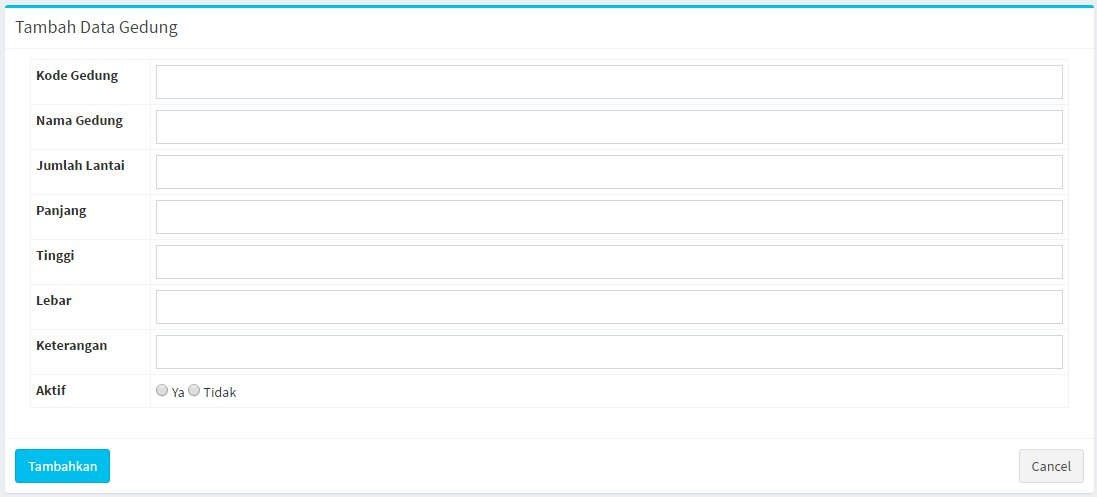 Tambah Data Gedung
Kode Gedung
Nama Gedung
Jumlah Lantai
Panjang
Tinggi
Lebar
Keterangan
Aktif Ya Tidak
Tambahkan Cancel